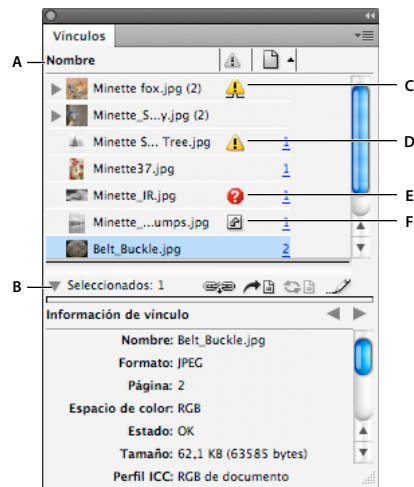 Vínculos
A Nombre
Minette fox.jpg (2) C
Minette_S...y.jpg (2)
Minette S... Tree.jpg 1 D
Minette37.jpg 1
Minette_IR.jpg ? 1 E
Minette_...umps.jpg 1 F
Belt_Buckle.jpg 2
B Seleccionados: 1
Información de vínculo
Nombre: Belt_Buckle.jpg
Formato: JPEG
Página: 2
Espacio de color: RGB
Estado: OK
Tamaño: 62,1 KB (63585 bytes)
Perfil ICC: RGB de documento